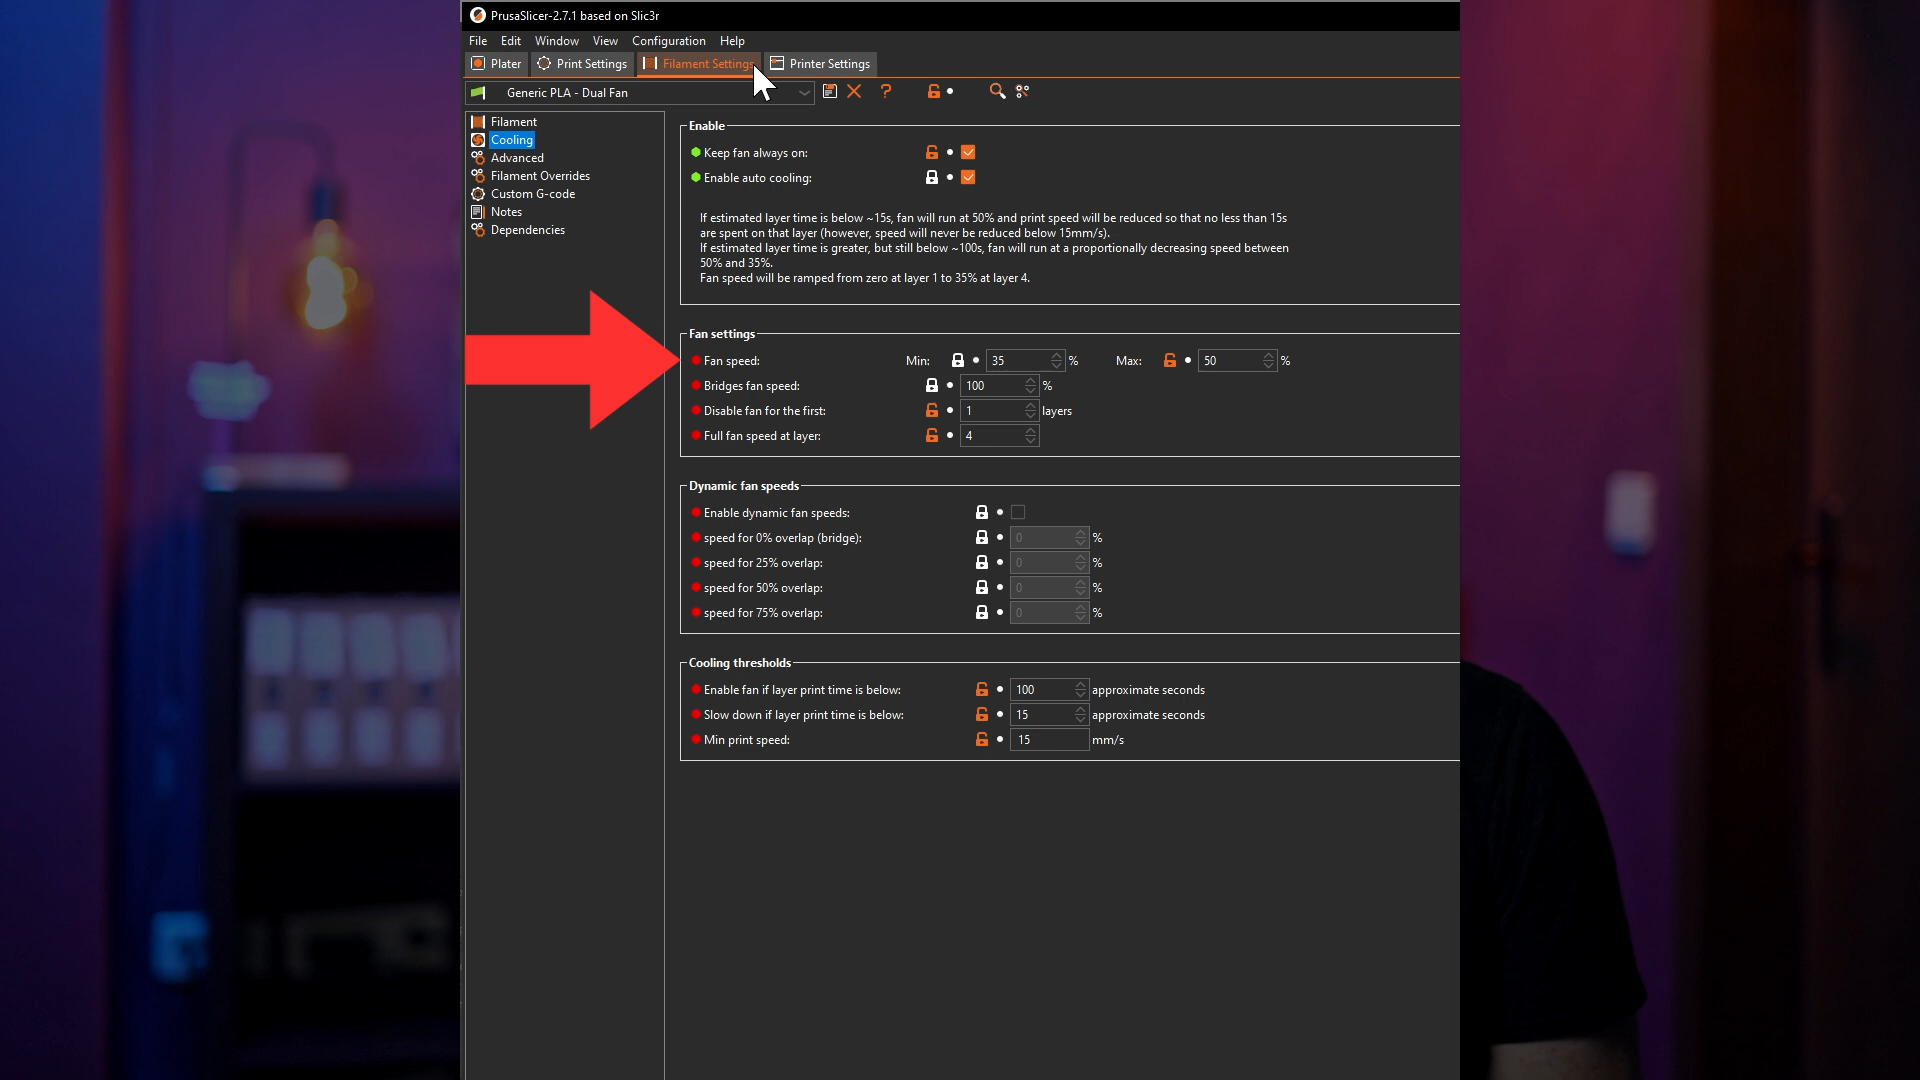 PrusaSlicer-2.7.1 based on Slic3r
File Edit Window View Configuration Help
Plater Print Settings Filament Settings Printer Settings
Generic PLA - Dual Fan
Filament
Cooling
Advanced
Filament Overrides
Custom G-code
Notes
Dependencies
Enable
Keep fan always on:
Enable auto cooling:
If estimated layer time is below ~15s, fan will run at 50% and print speed will be reduced so that no less than 15s
are spent on that layer (however, speed will never be reduced below 15mm/s).
If estimated layer time is greater, but still below ~100s, fan will run at a proportionally decreasing speed between
50% and 35%.
Fan speed will be ramped from zero at layer 1 to 35% at layer 4.
Fan settings
Fan speed: Min: 35 % Max: 50 %
Bridges fan speed: 100 %
Disable fan for the first: 1 layers
Full fan speed at layer: 4
Dynamic fan speeds
Enable dynamic fan speeds:
speed for 0% overlap (bridge): 0 %
speed for 25% overlap: 0 %
speed for 50% overlap: 0 %
speed for 75% overlap: 0 %
Cooling thresholds
Enable fan if layer print time is below: 100 approximate seconds
Slow down if layer print time is below: 15 approximate seconds
Min print speed: 15 mm/s